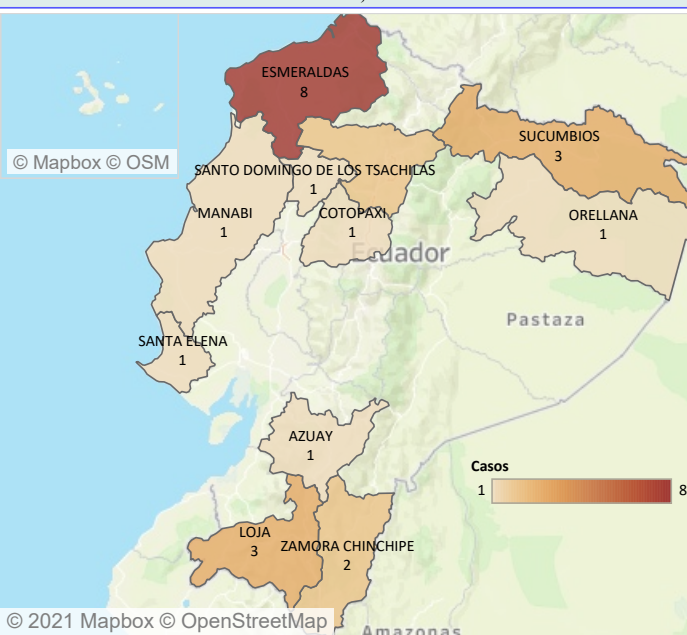 ESMERALDAS
8
© Mapbox © OSM
SUCUMBIOS
3
SANTO DOMINGO DE LOS TSACHILAS
1
MANABI
1
COTOPAXI
1
ORELLANA
1
Ecuador
Pastaza
SANTA ELENA
1
AZUAY
1
Casos
1
8
LOJA
3
ZAMORA CHINCHIPE
2
© 2021 Mapbox © OpenStreetMap
Amazonas